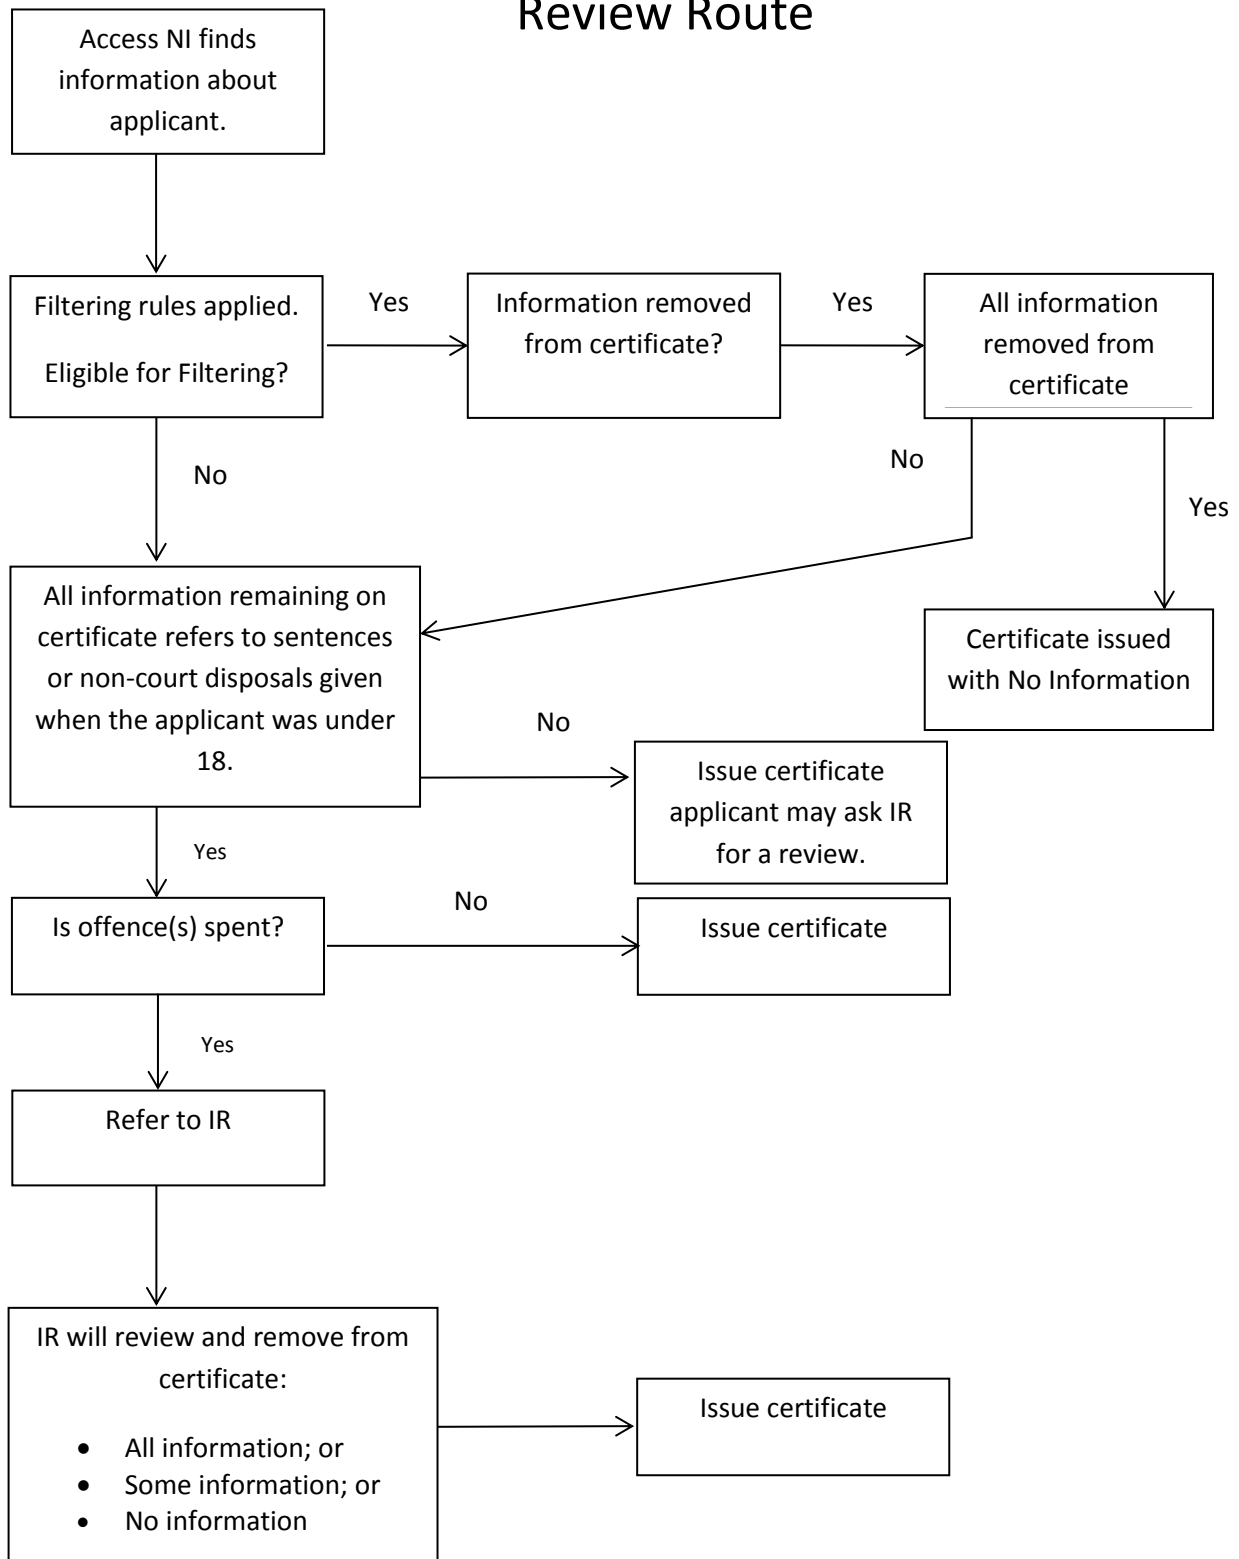 Review Route
Access NI finds
information about
applicant.
Filtering rules applied.
Eligible for Filtering?
Yes
Information removed
from certificate?
Yes
All information
removed from
certificate
No
No
Yes
All information remaining on
certificate refers to sentences
or non-court disposals given
when the applicant was under
18.
Certificate issued
with No Information
No
Issue certificate
applicant may ask IR
for a review.
Yes
Is offence(s) spent?
No
Issue certificate
Yes
Refer to IR
IR will review and remove from
certificate:
• All information; or
• Some information; or
• No information
Issue certificate